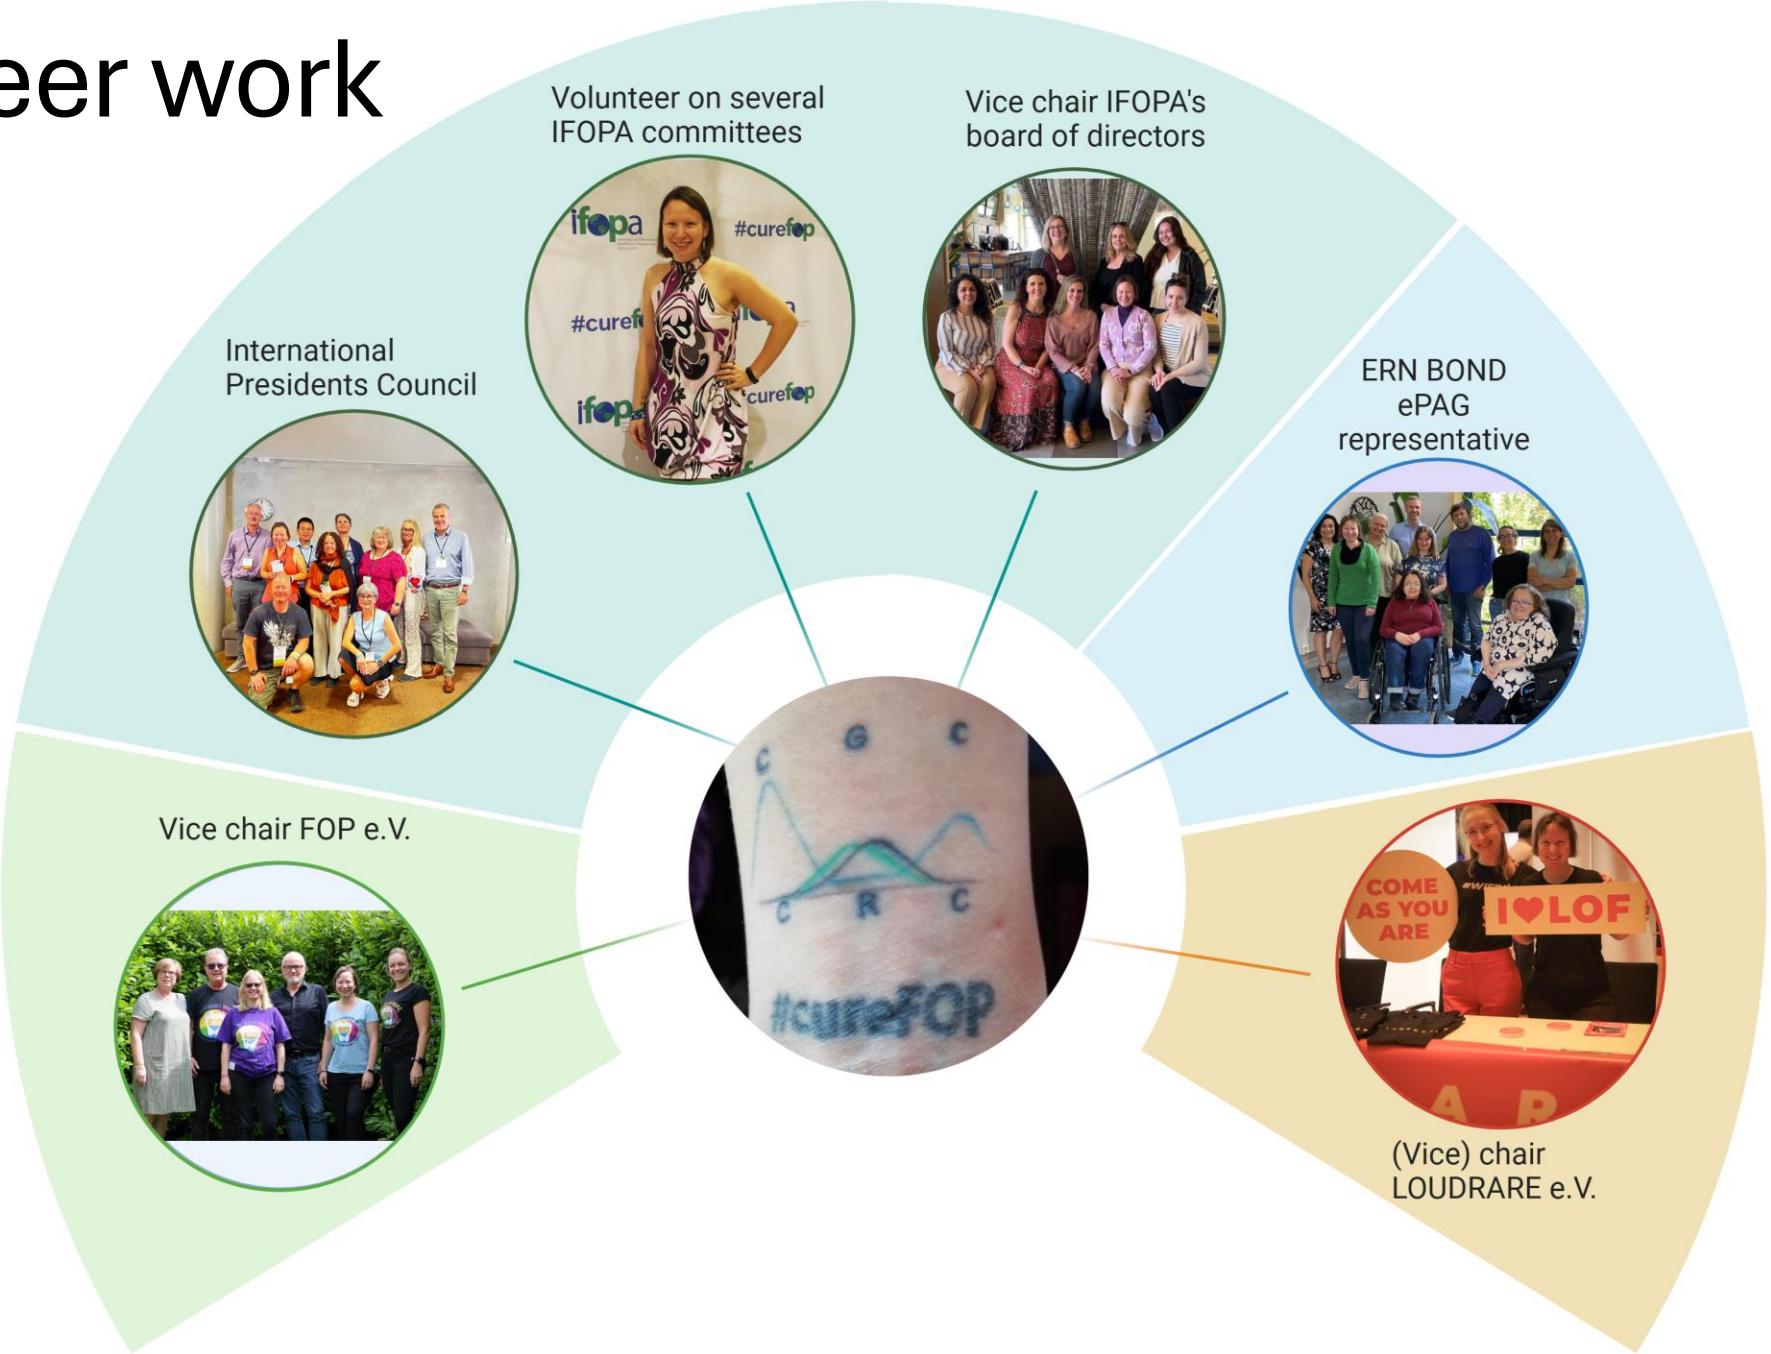 eer work
Volunteer on several
IFOPA committees
Vice chair IFOPA's
board of directors
International
Presidents Council
ERN BOND
ePAG
representative
Vice chair FOP e.V.
(Vice) chair
LOUDRARE e.V.
ifopa
#curefop
#curef
ifop
curefop
C G C
C R C
#cureFOP
COME
AS YOU
ARE
I♥LOF
A R